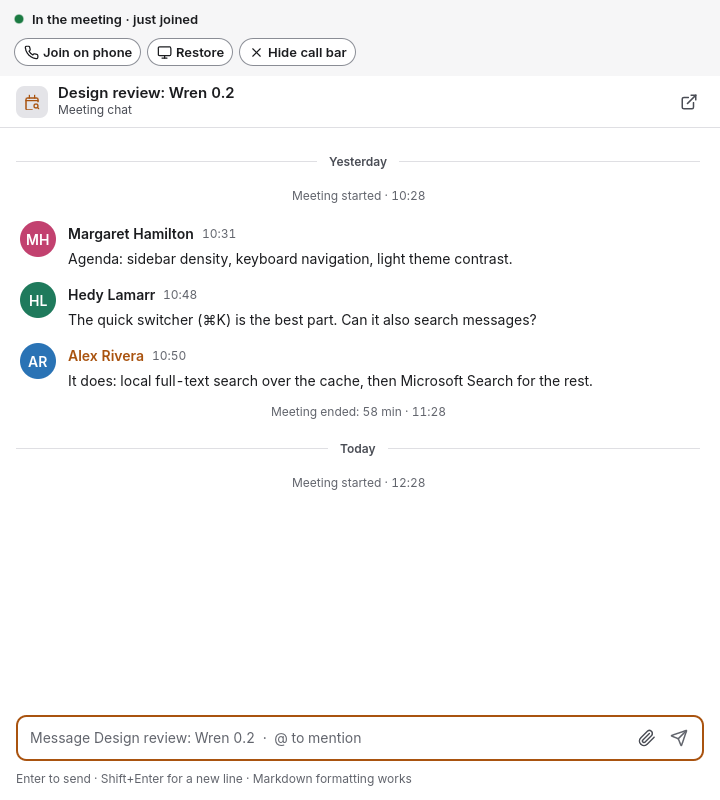 In the meeting · just joined
Join on phone Restore Hide call bar
Design review: Wren 0.2
Meeting chat
Yesterday
Meeting started · 10:28
MH Margaret Hamilton 10:31
Agenda: sidebar density, keyboard navigation, light theme contrast.
HL Hedy Lamarr 10:48
The quick switcher (⌘K) is the best part. Can it also search messages?
AR Alex Rivera 10:50
It does: local full-text search over the cache, then Microsoft Search for the rest.
Meeting ended: 58 min · 11:28
Today
Meeting started · 12:28
Message Design review: Wren 0.2 · @ to mention
Enter to send · Shift+Enter for a new line · Markdown formatting works